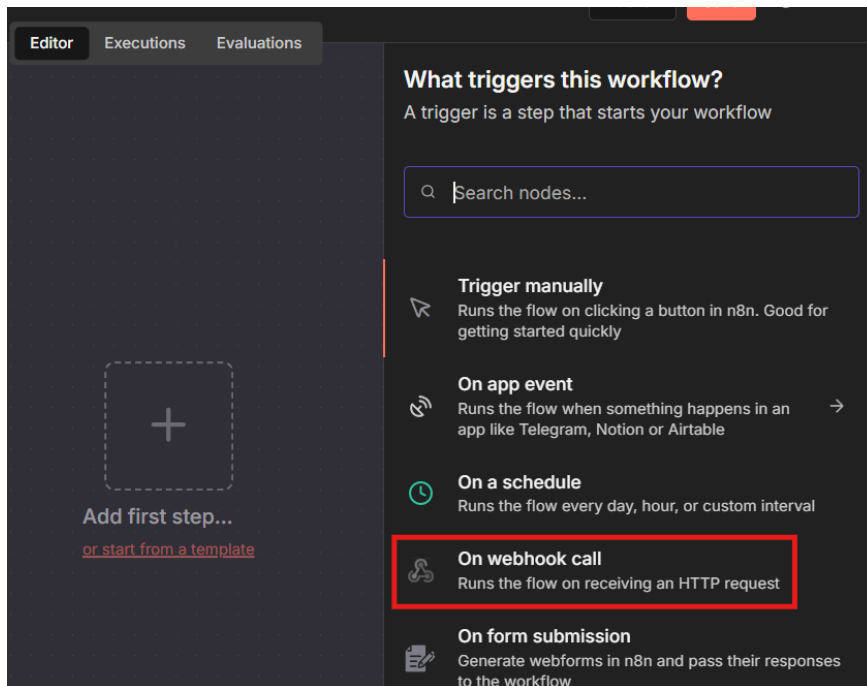 Editor Executions Evaluations
What triggers this workflow?
A trigger is a step that starts your workflow
Search nodes...
Trigger manually
Runs the flow on clicking a button in n8n. Good for
getting started quickly
On app event
Runs the flow when something happens in an
app like Telegram, Notion or Airtable
On a schedule
Runs the flow every day, hour, or custom interval
On webhook call
Runs the flow on receiving an HTTP request
On form submission
Generate webforms in n8n and pass their responses
to the workflow
Add first step...
or start from a template